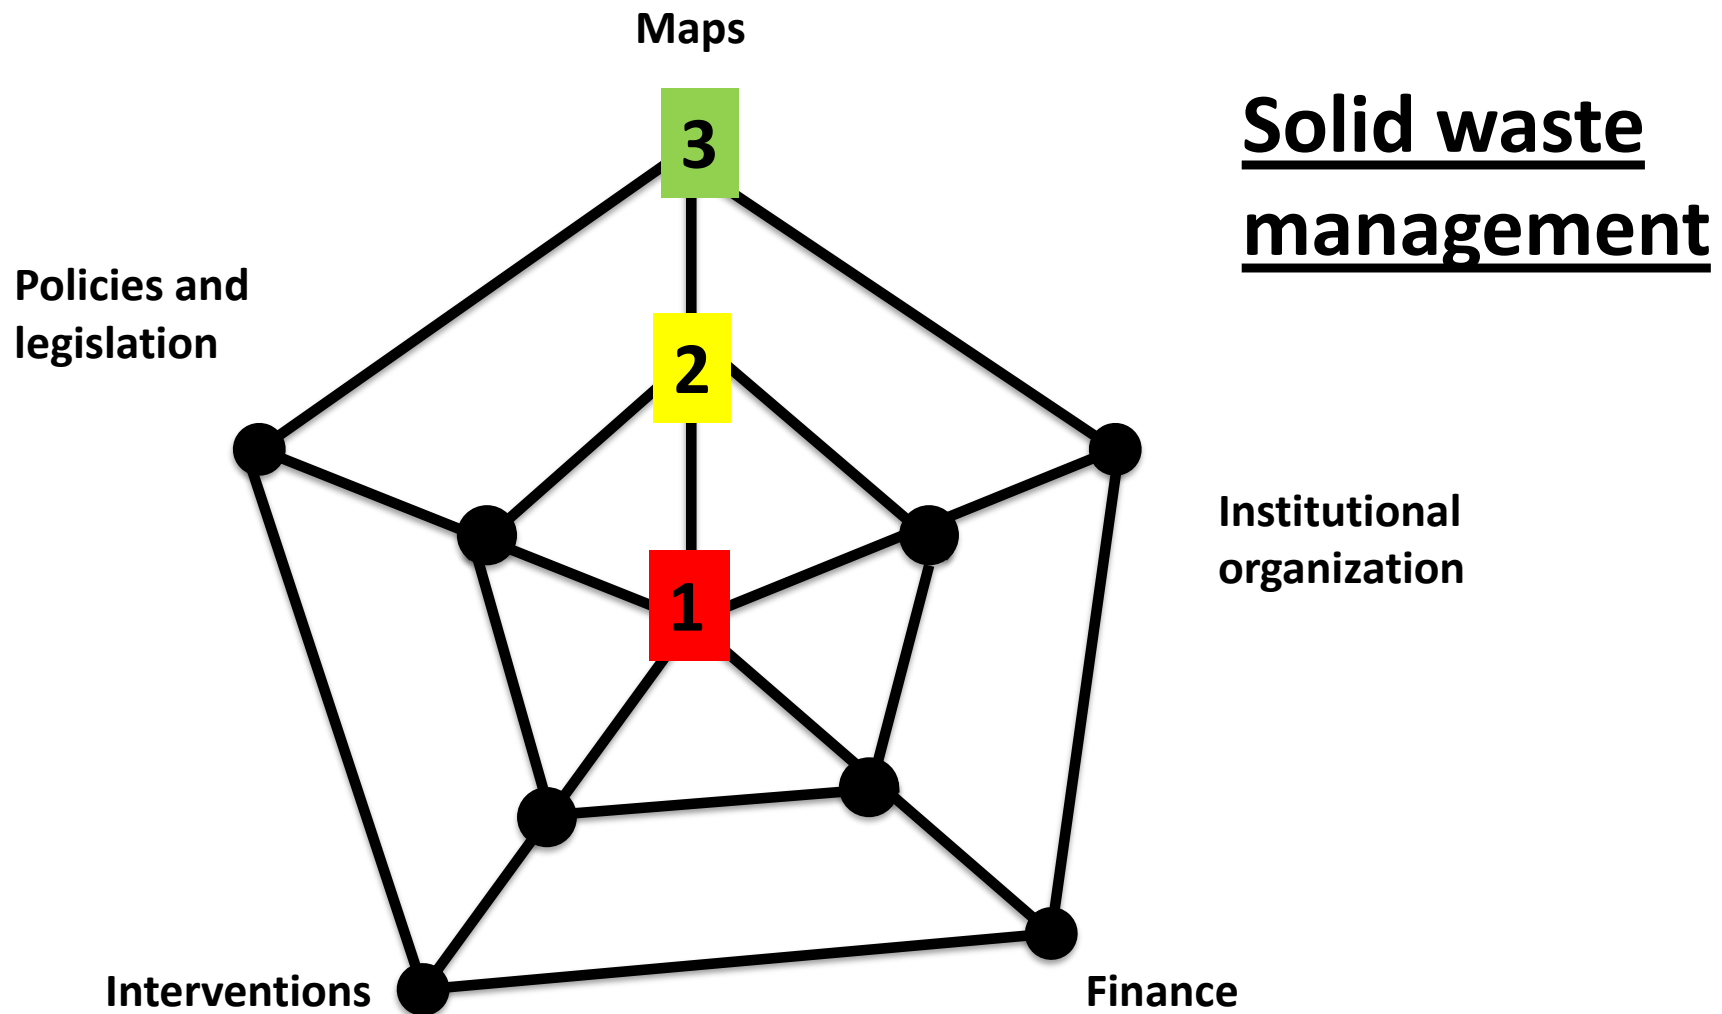 Maps
Solid waste
management
3
Policies and
legislation
2
Institutional
organization
1
Interventions
Finance